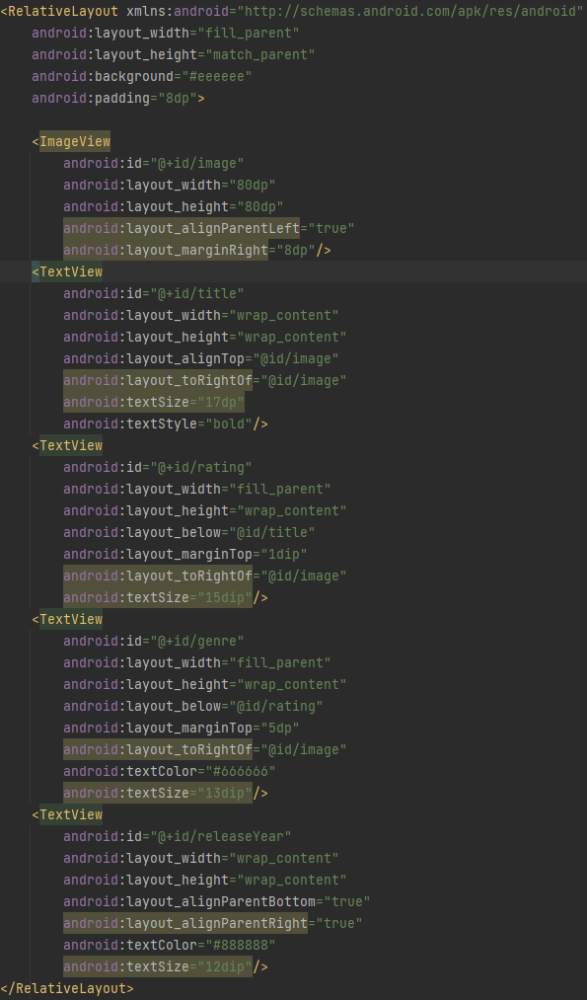 <RelativeLayout xmlns:android="http://schemas.android.com/apk/res/android"
    android:layout_width="fill_parent"
    android:layout_height="match_parent"
    android:background="#eeeeee"
    android:padding="8dp">

    <ImageView
        android:id="@+id/image"
        android:layout_width="80dp"
        android:layout_height="80dp"
        android:layout_alignParentLeft="true"
        android:layout_marginRight="8dp"/>
    <TextView
        android:id="@+id/title"
        android:layout_width="wrap_content"
        android:layout_height="wrap_content"
        android:layout_alignTop="@id/image"
        android:layout_toRightOf="@id/image"
        android:textSize="17dp"
        android:textStyle="bold"/>
    <TextView
        android:id="@+id/rating"
        android:layout_width="fill_parent"
        android:layout_height="wrap_content"
        android:layout_below="@id/title"
        android:layout_marginTop="1dip"
        android:layout_toRightOf="@id/image"
        android:textSize="15dip"/>
    <TextView
        android:id="@+id/genre"
        android:layout_width="fill_parent"
        android:layout_height="wrap_content"
        android:layout_below="@id/rating"
        android:layout_marginTop="5dp"
        android:layout_toRightOf="@id/image"
        android:textColor="#666666"
        android:textSize="13dip"/>
    <TextView
        android:id="@+id/releaseYear"
        android:layout_width="wrap_content"
        android:layout_height="wrap_content"
        android:layout_alignParentBottom="true"
        android:layout_alignParentRight="true"
        android:textColor="#888888"
        android:textSize="12dip"/>
</RelativeLayout>